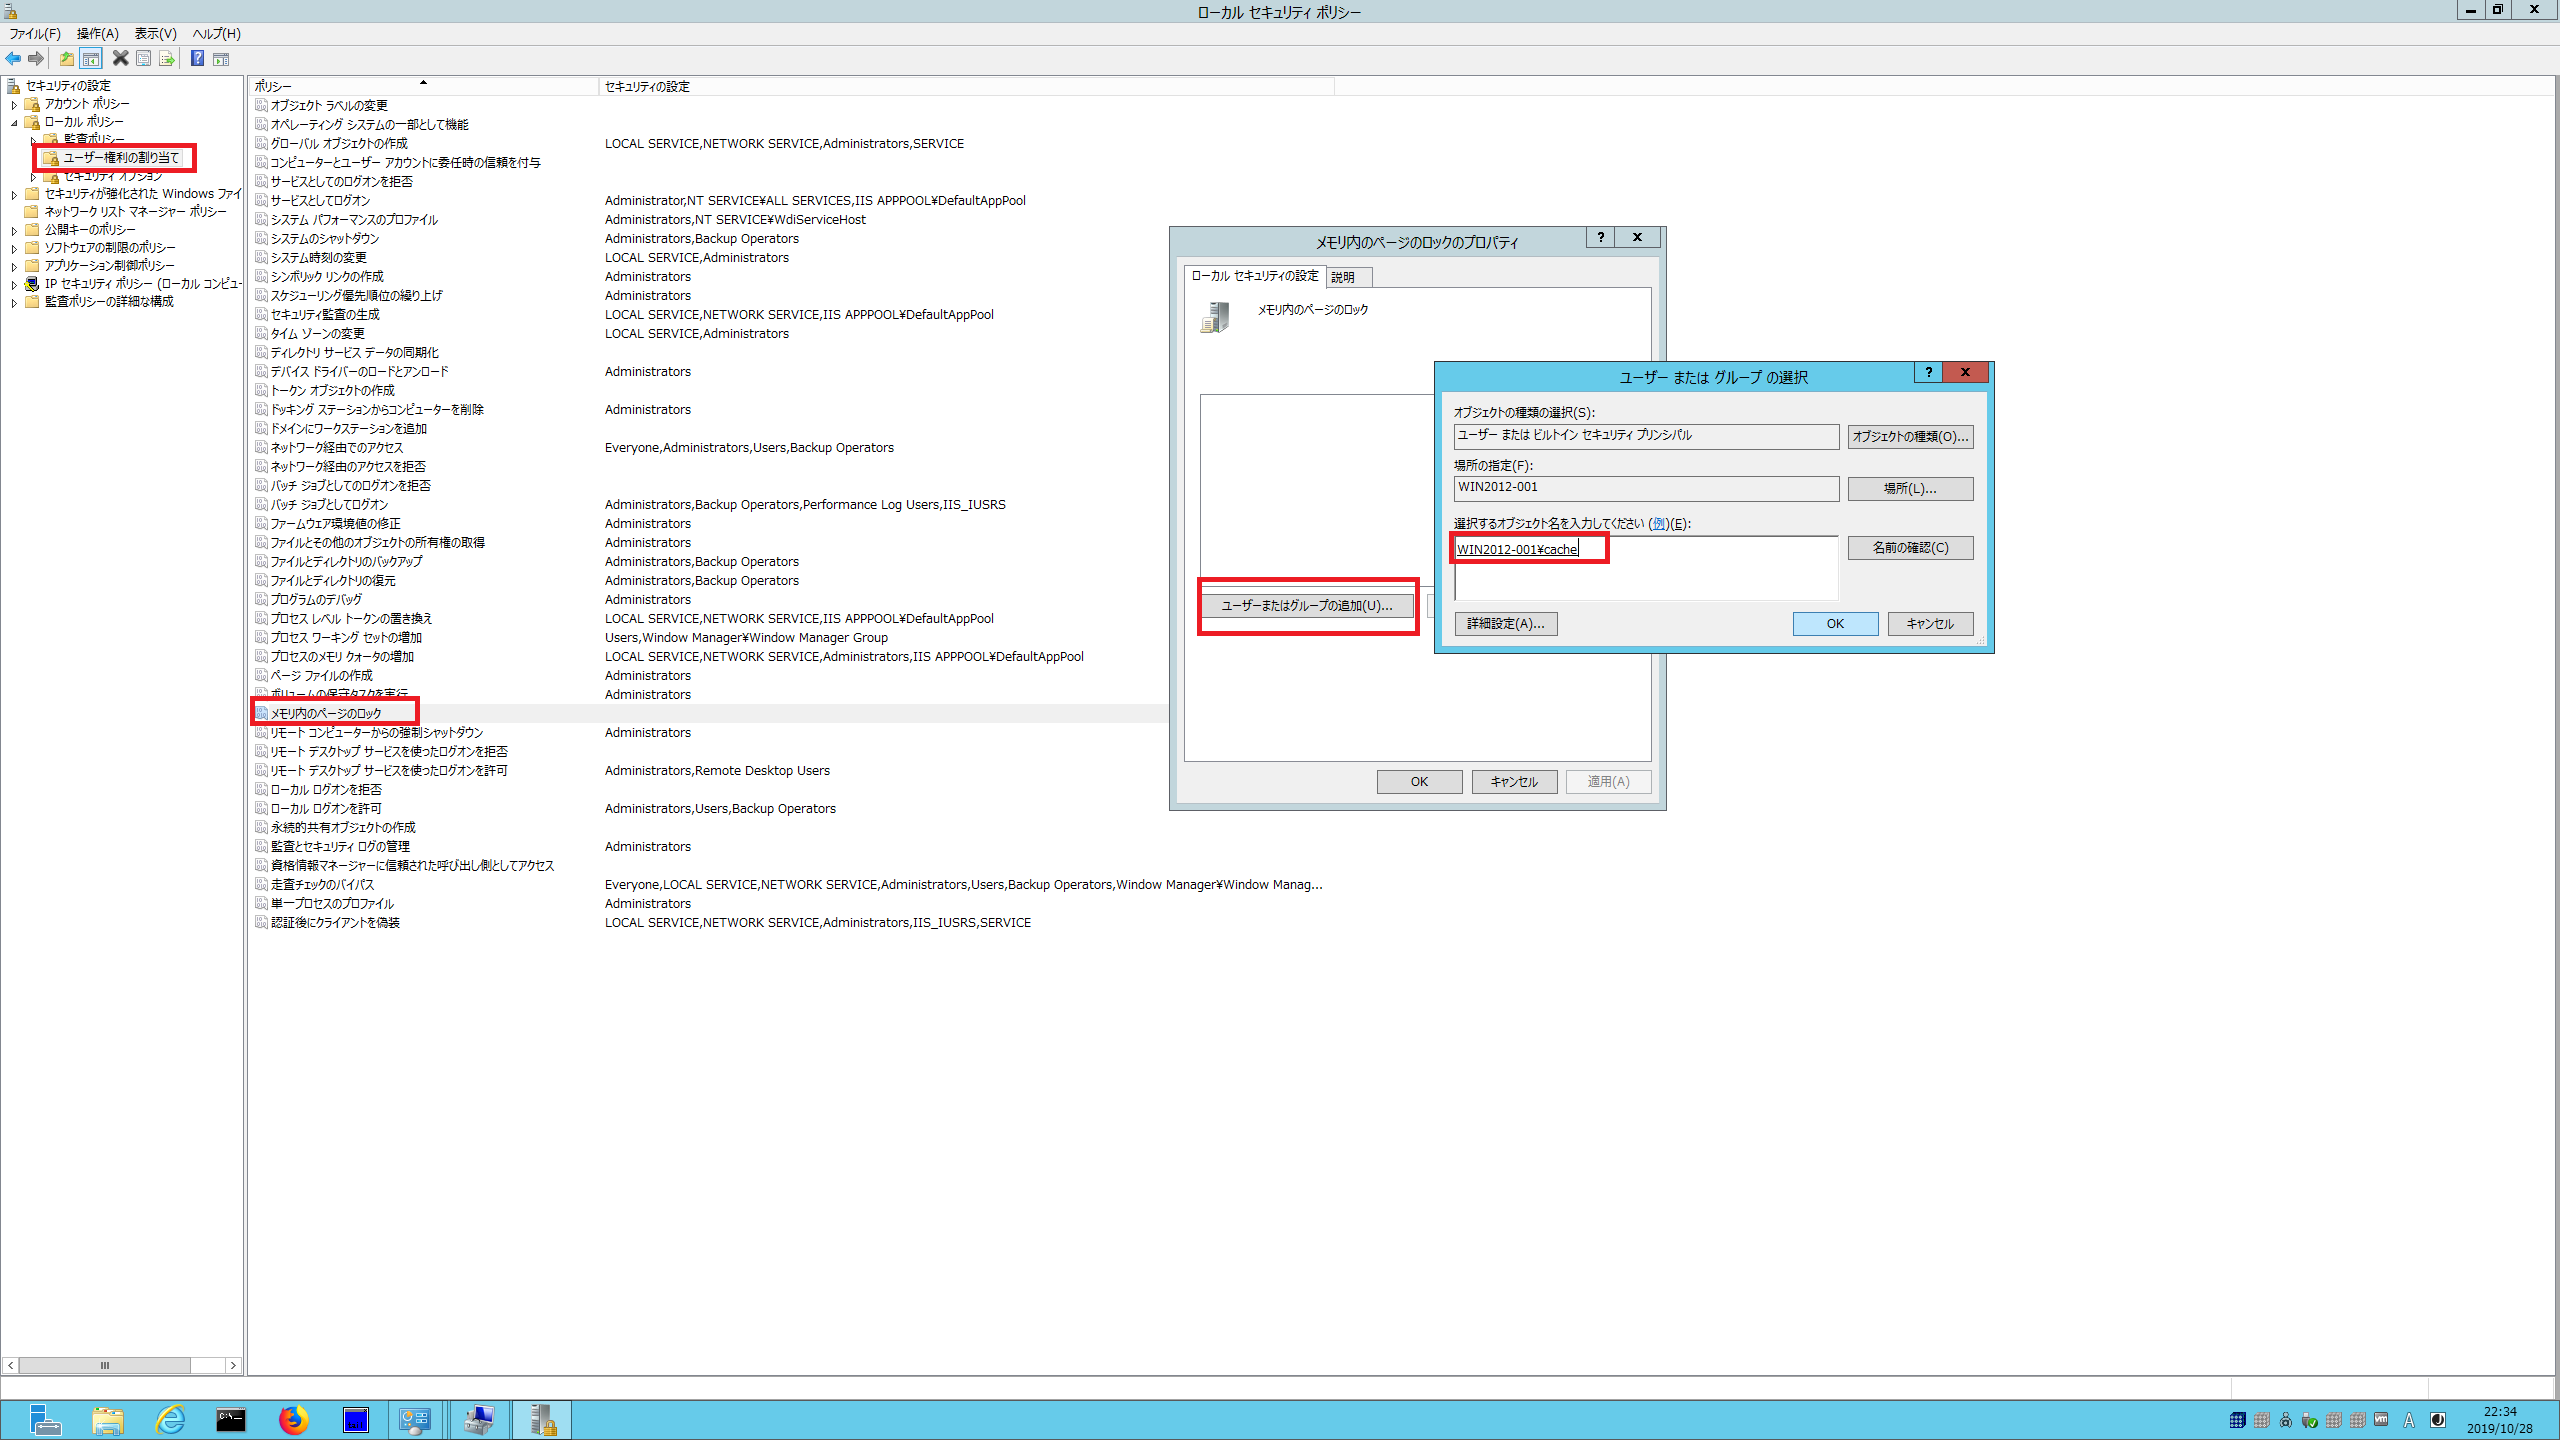 ローカル セキュリティ ポリシー
ファイル(F) 操作(A) 表示(V) ヘルプ(H)
セキュリティの設定
アカウント ポリシー
ローカル ポリシー
監査ポリシー
ユーザー権利の割り当て
セキュリティ オプション
セキュリティが強化された Windows ファイ
ネットワーク リスト マネージャー ポリシー
公開キーのポリシー
ソフトウェアの制限のポリシー
アプリケーション制御ポリシー
IP セキュリティ ポリシー (ローカル コンピュー
監査ポリシーの詳細な構成
ポリシー セキュリティの設定
オブジェクト ラベルの変更
オペレーティング システムの一部として機能
グローバル オブジェクトの作成 LOCAL SERVICE,NETWORK SERVICE,Administrators,SERVICE
コンピューターとユーザー アカウントに委任時の信頼を付与
サービスとしてのログオンを拒否
サービスとしてログオン Administrator,NT SERVICE¥ALL SERVICES,IIS APPPOOL¥DefaultAppPool
システム パフォーマンスのプロファイル Administrators,NT SERVICE¥WdiServiceHost
システムのシャットダウン Administrators,Backup Operators
システム時刻の変更 LOCAL SERVICE,Administrators
シンボリック リンクの作成 Administrators
スケジューリング優先順位の繰り上げ Administrators
セキュリティ監査の生成 LOCAL SERVICE,NETWORK SERVICE,IIS APPPOOL¥DefaultAppPool
タイム ゾーンの変更 LOCAL SERVICE,Administrators
ディレクトリ サービス データの同期化
デバイス ドライバーのロードとアンロード Administrators
トークン オブジェクトの作成
ドッキング ステーションからコンピューターを削除 Administrators
ドメインにワークステーションを追加
ネットワーク経由でのアクセス Everyone,Administrators,Users,Backup Operators
ネットワーク経由のアクセスを拒否
バッチ ジョブとしてのログオンを拒否
バッチ ジョブとしてログオン Administrators,Backup Operators,Performance Log Users,IIS_IUSRS
ファームウェア環境値の修正 Administrators
ファイルとその他のオブジェクトの所有権の取得 Administrators
ファイルとディレクトリのバックアップ Administrators,Backup Operators
ファイルとディレクトリの復元 Administrators,Backup Operators
プログラムのデバッグ Administrators
プロセス レベル トークンの置き換え LOCAL SERVICE,NETWORK SERVICE,IIS APPPOOL¥DefaultAppPool
プロセス ワーキング セットの増加 Users,Window Manager¥Window Manager Group
プロセスのメモリ クォータの増加 LOCAL SERVICE,NETWORK SERVICE,Administrators,IIS APPPOOL¥DefaultAppPool
ページ ファイルの作成 Administrators
ボリュームの保守タスクを実行 Administrators
メモリ内のページのロック
リモート コンピューターからの強制シャットダウン Administrators
リモート デスクトップ サービスを使ったログオンを拒否
リモート デスクトップ サービスを使ったログオンを許可 Administrators,Remote Desktop Users
ローカル ログオンを拒否
ローカル ログオンを許可 Administrators,Users,Backup Operators
永続的共有オブジェクトの作成
監査とセキュリティ ログの管理 Administrators
資格情報マネージャーに信頼された呼び出し側としてアクセス
走査チェックのバイパス Everyone,LOCAL SERVICE,NETWORK SERVICE,Administrators,Users,Backup Operators,Window Manager¥Window Manag...
単一プロセスのプロファイル Administrators
認証後にクライアントを偽装 LOCAL SERVICE,NETWORK SERVICE,Administrators,IIS_IUSRS,SERVICE
メモリ内のページのロックのプロパティ
ローカル セキュリティの設定 説明
メモリ内のページのロック
ユーザーまたはグループの追加(U)...
OK キャンセル 適用(A)
ユーザー または グループ の選択
オブジェクトの種類の選択(S):
ユーザー または ビルトイン セキュリティ プリンシパル オブジェクトの種類(O)...
場所の指定(F):
WIN2012-001 場所(L)...
選択するオブジェクト名を入力してください (例)(E):
WIN2012-001¥cache 名前の確認(C)
詳細設定(A)... OK キャンセル
22:34
2019/10/28